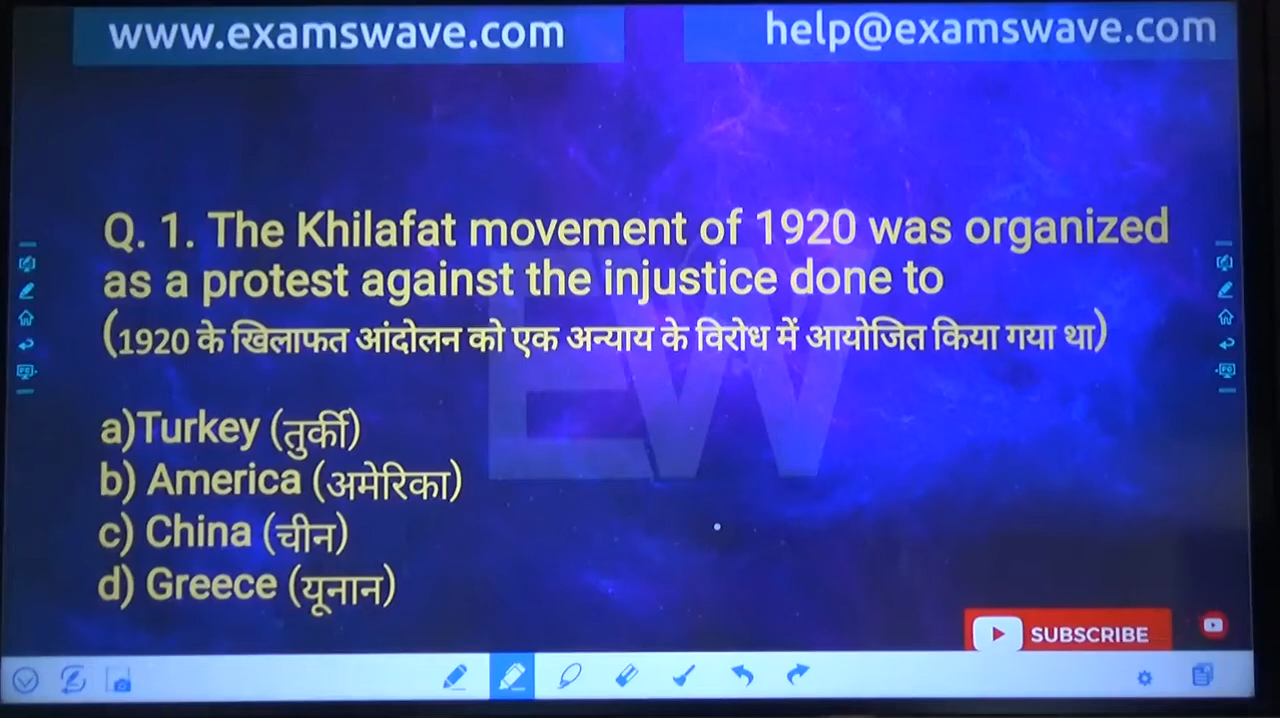 www.examswave.com
help@examswave.com
Q. 1. The Khilafat movement of 1920 was organized
as a protest against the injustice done to
(1920 के खिलाफत आंदोलन को एक अन्याय के विरोध में आयोजित किया गया था)
a)Turkey (तुर्की)
b) America (अमेरिका)
c) China (चीन)
d) Greece (यूनान)
EW
SUBSCRIBE